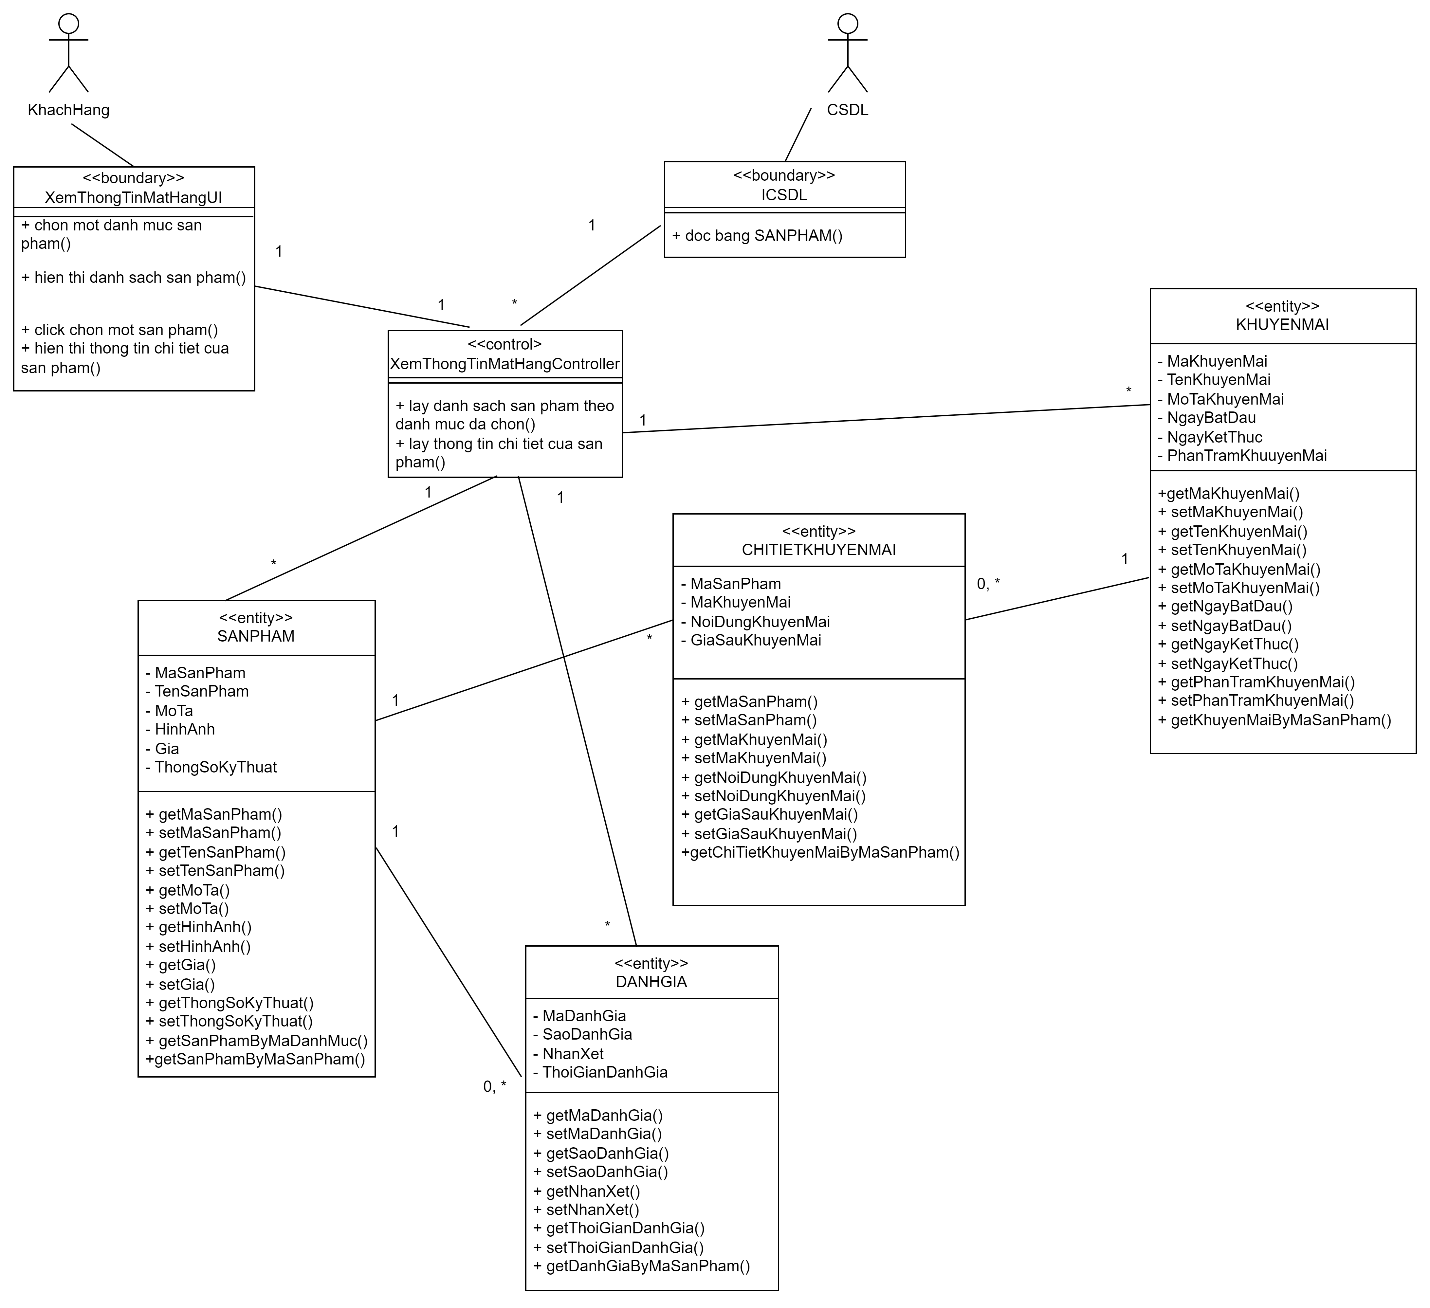 KhachHang
CSDL
<<boundary>>
XemThongTinMatHangUI
+ chon mot danh muc san
pham()
+ hien thi danh sach san pham()
+ click chon mot san pham()
+ hien thi thong tin chi tiet cua
san pham()
<<boundary>>
ICSDL
+ doc bang SANPHAM()
1
1
1
*
<<control>
XemThongTinMatHangController
+ lay danh sach san pham theo
danh muc da chon()
+ lay thong tin chi tiet cua san
pham()
1
*
1
*
1
*
<<entity>>
KHUYENMAI
- MaKhuyenMai
- TenKhuyenMai
- MoTaKhuyenMai
- NgayBatDau
- NgayKetThuc
- PhanTramKhuuyenMai
+getMaKhuyenMai()
+ setMaKhuyenMai()
+ getTenKhuyenMai()
+ setTenKhuyenMai()
+ getMoTaKhuyenMai()
+ setMoTaKhuyenMai()
+ getNgayBatDau()
+ setNgayBatDau()
+ getNgayKetThuc()
+ setNgayKetThuc()
+ getPhanTramKhuyenMai()
+ setPhanTramKhuyenMai()
+ getKhuyenMaiByMaSanPham()
<<entity>>
CHITIETKHUYENMAI
- MaSanPham
- MaKhuyenMai
- NoiDungKhuyenMai
- GiaSauKhuyenMai
+ getMaSanPham()
+ setMaSanPham()
+ getMaKhuyenMai()
+ setMaKhuyenMai()
+ getNoiDungKhuyenMai()
+ setNoiDungKhuyenMai()
+ getGiaSauKhuyenMai()
+ setGiaSauKhuyenMai()
+getChiTietKhuyenMaiByMaSanPham()
0, *
1
<<entity>>
SANPHAM
- MaSanPham
- TenSanPham
- MoTa
- HinhAnh
- Gia
- ThongSoKyThuat
+ getMaSanPham()
+ setMaSanPham()
+ getTenSanPham()
+ setTenSanPham()
+ getMoTa()
+ setMoTa()
+ getHinhAnh()
+ setHinhAnh()
+ getGia()
+ setGia()
+ getThongSoKyThuat()
+ setThongSoKyThuat()
+ getSanPhamByMaDanhMuc()
+getSanPhamByMaSanPham()
1
*
1
0, *
<<entity>>
DANHGIA
- MaDanhGia
- SaoDanhGia
- NhanXet
- ThoiGianDanhGia
+ getMaDanhGia()
+ setMaDanhGia()
+ getSaoDanhGia()
+ setSaoDanhGia()
+ getNhanXet()
+ setNhanXet()
+ getThoiGianDanhGia()
+ setThoiGianDanhGia()
+ getDanhGiaByMaSanPham()